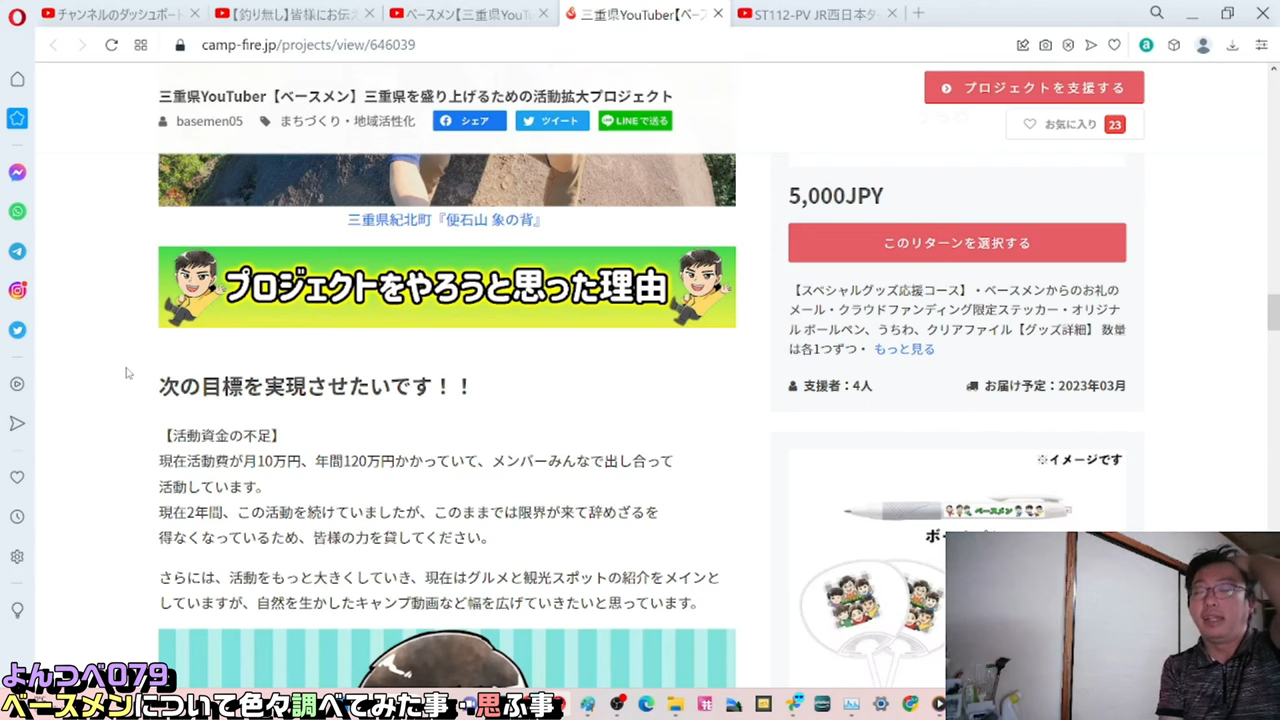 チャンネルのダッシュボート
【釣り無し】皆様にお伝え
ベースメン【三重県YouTu
三重県YouTuber【ベース
ST112-PV JR西日本タ
camp-fire.jp/projects/view/646039
三重県YouTuber【ベースメン】三重県を盛り上げるための活動拡大プロジェクト
basemen05 まちづくり・地域活性化 シェア ツイート LINEで送る
プロジェクトを支援する
お気に入り 23
三重県紀北町『便石山 象の背』
プロジェクトをやろうと思った理由
次の目標を実現させたいです！！
【活動資金の不足】
現在活動費が月10万円、年間120万円かかっていて、メンバーみんなで出し合って
活動しています。
現在2年間、この活動を続けていましたが、このままでは限界が来て辞めざるを
得なくなっているため、皆様の力を貸してください。
さらには、活動をもっと大きくしていき、現在はグルメと観光スポットの紹介をメインと
していますが、自然を生かしたキャンプ動画など幅を広げていきたいと思っています。
5,000JPY
このリターンを選択する
【スペシャルグッズ応援コース】・ベースメンからのお礼の
メール・クラウドファンディング限定ステッカー・オリジナ
ル ボールペン、うちわ、クリアファイル【グッズ詳細】 数量
は各1つずつ・ もっと見る
支援者：4人 お届け予定：2023年03月
※イメージです
ベースメン
よんつべ079
ベースメンについて色々調べてみた事・思ふ事